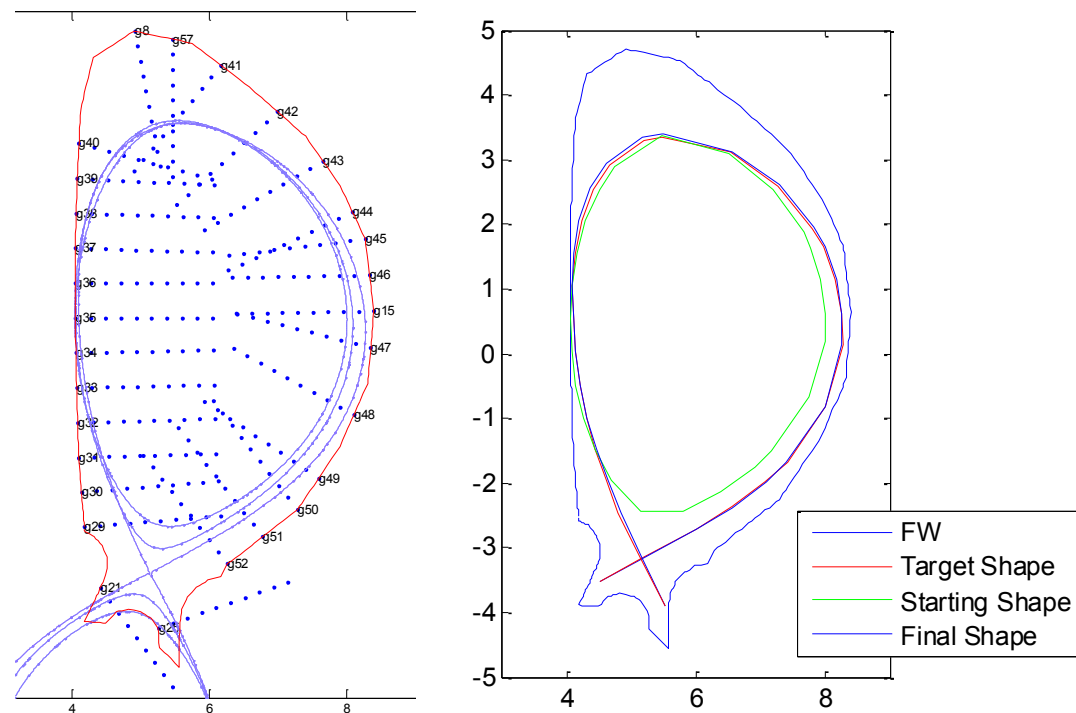 g8
g57
g41
g42
g43
g40
g39
g38
g44
g45
g37
g46
g36
g15
g35
g47
g34
g33
g48
g32
g31
g49
g30
g50
g29
g51
g52
g21
4 6 8
5
4
3
2
1
0
-1
-2
-3
-4
-5
4 6 8
FW
Target Shape
Starting Shape
Final Shape